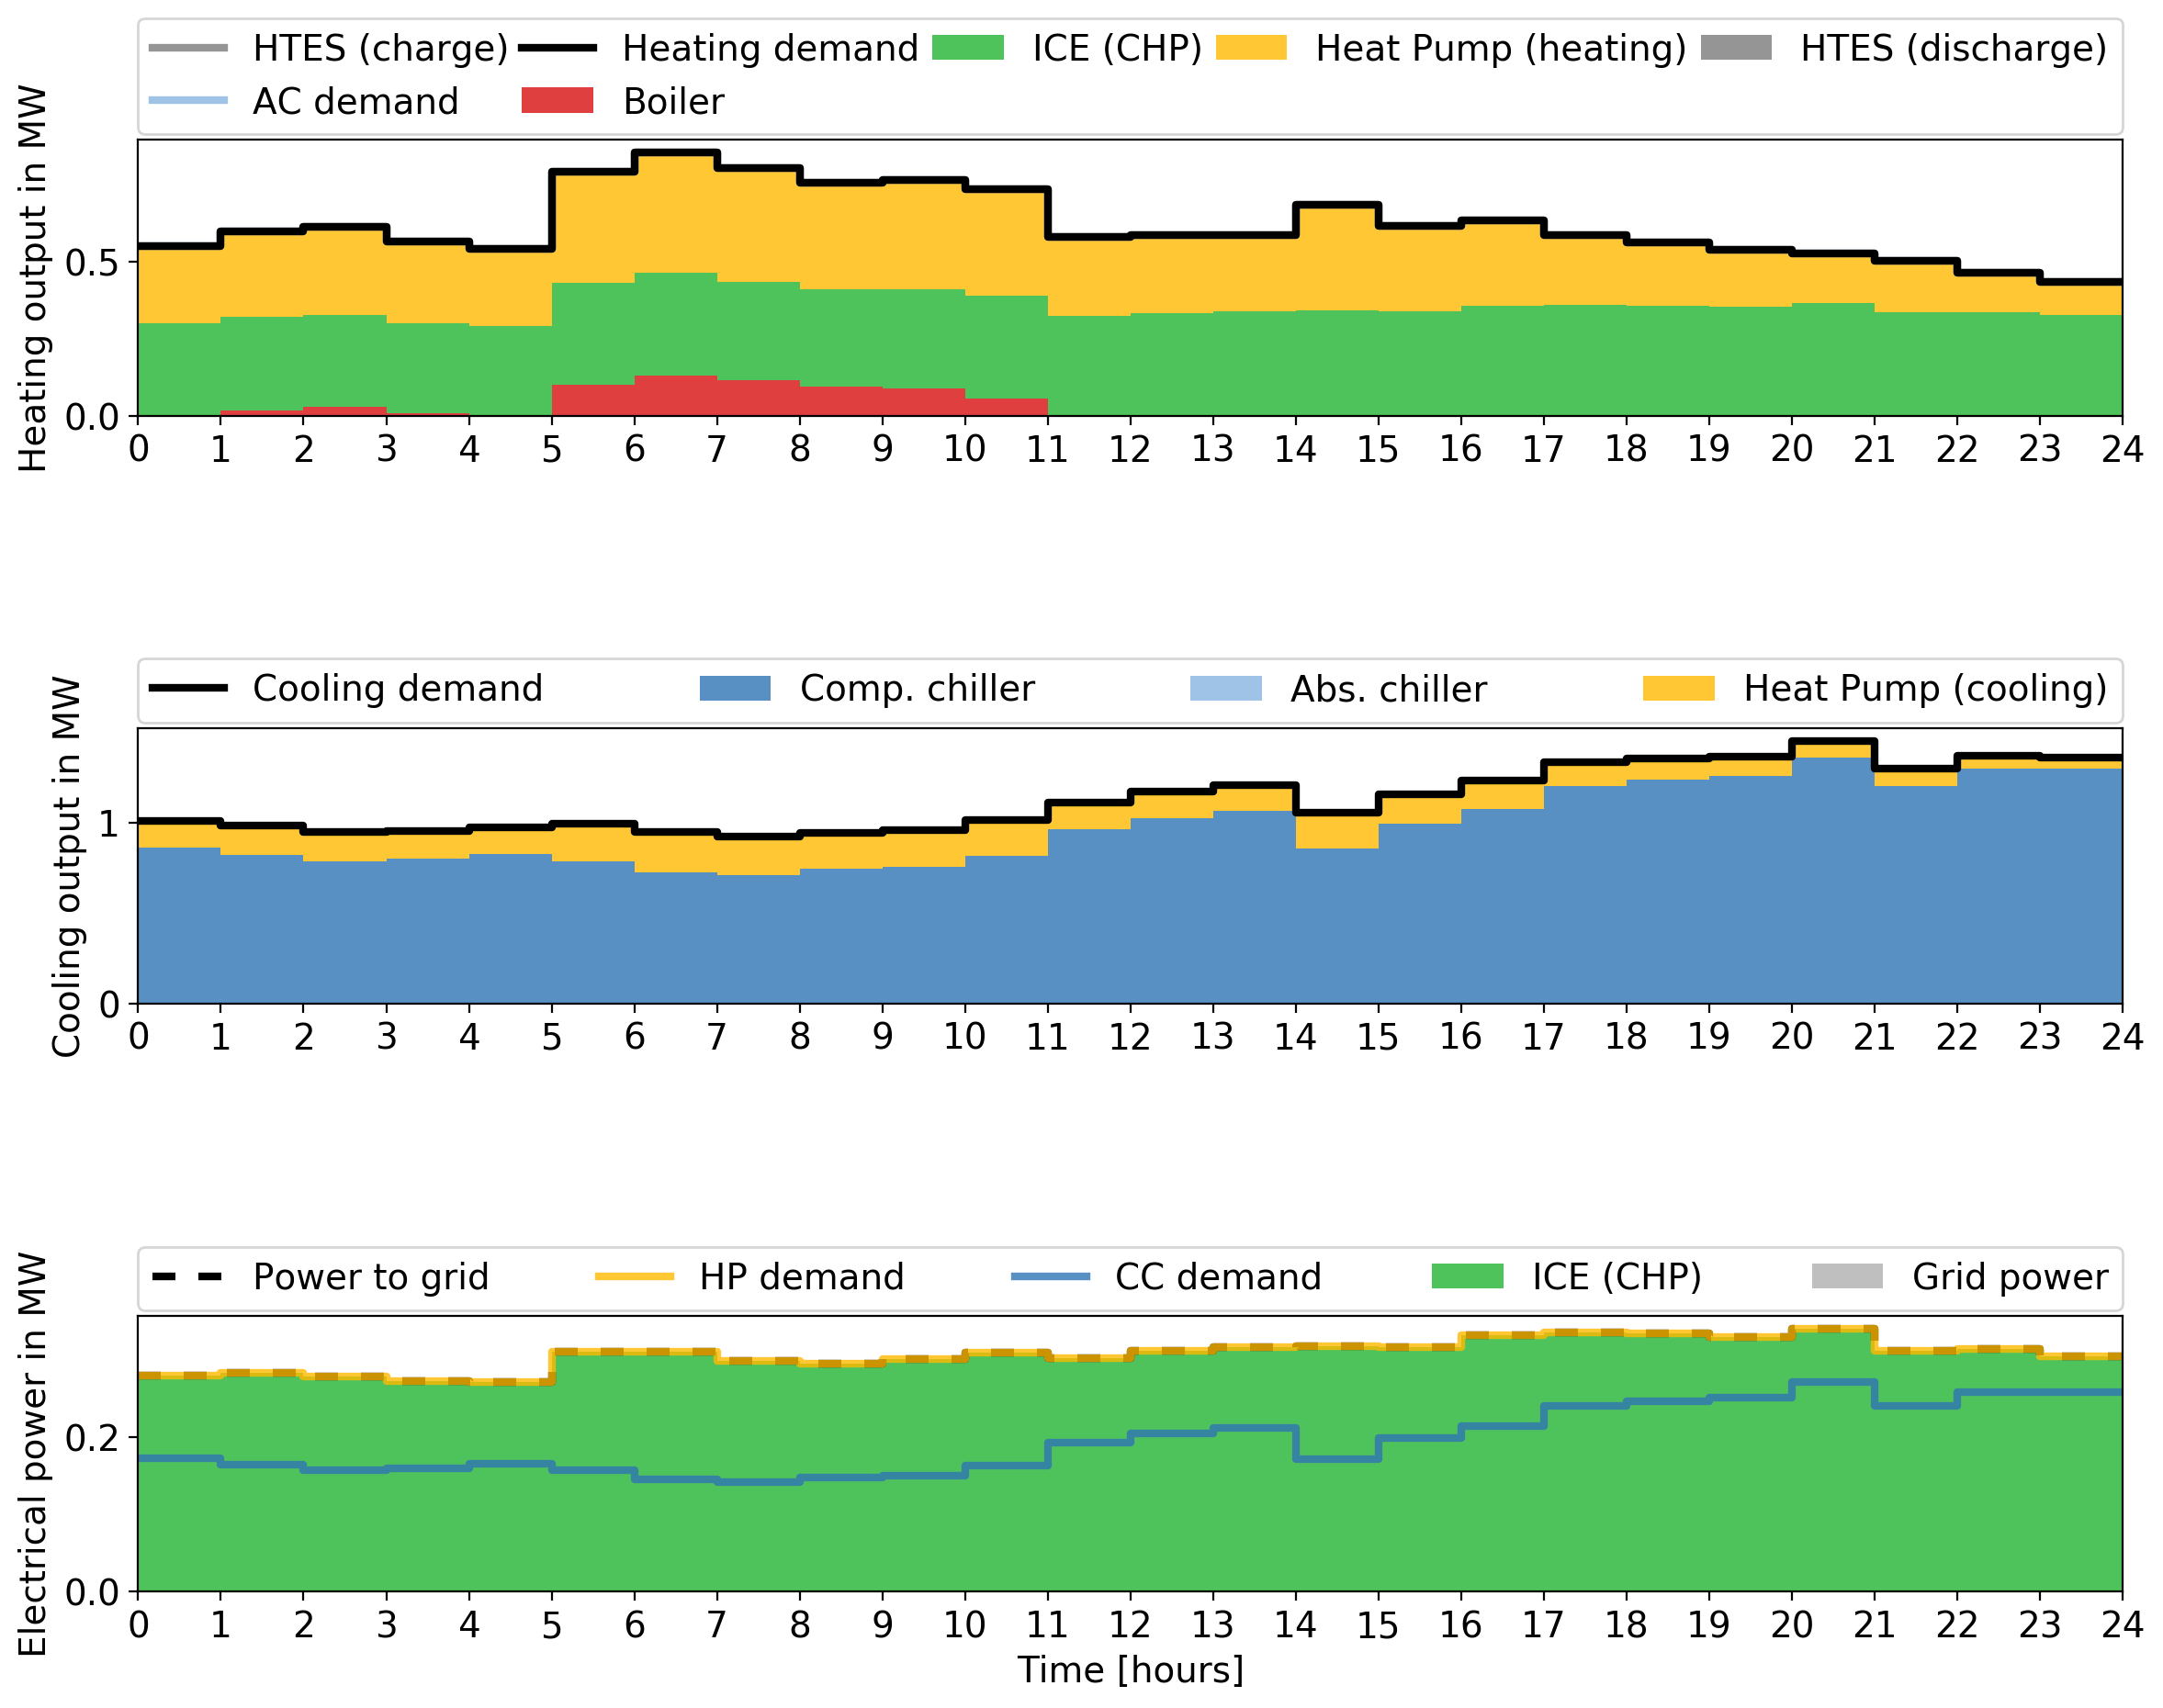 HTES (charge) Heating demand ICE (CHP) Heat Pump (heating) HTES (discharge)
AC demand Boiler
Heating output in MW
0.5
0.0
0 1 2 3 4 5 6 7 8 9 10 11 12 13 14 15 16 17 18 19 20 21 22 23 24
Cooling demand Comp. chiller Abs. chiller Heat Pump (cooling)
Cooling output in MW
1
0
0 1 2 3 4 5 6 7 8 9 10 11 12 13 14 15 16 17 18 19 20 21 22 23 24
Power to grid HP demand CC demand ICE (CHP) Grid power
Electrical power in MW
0.2
0.0
0 1 2 3 4 5 6 7 8 9 10 11 12 13 14 15 16 17 18 19 20 21 22 23 24
Time [hours]